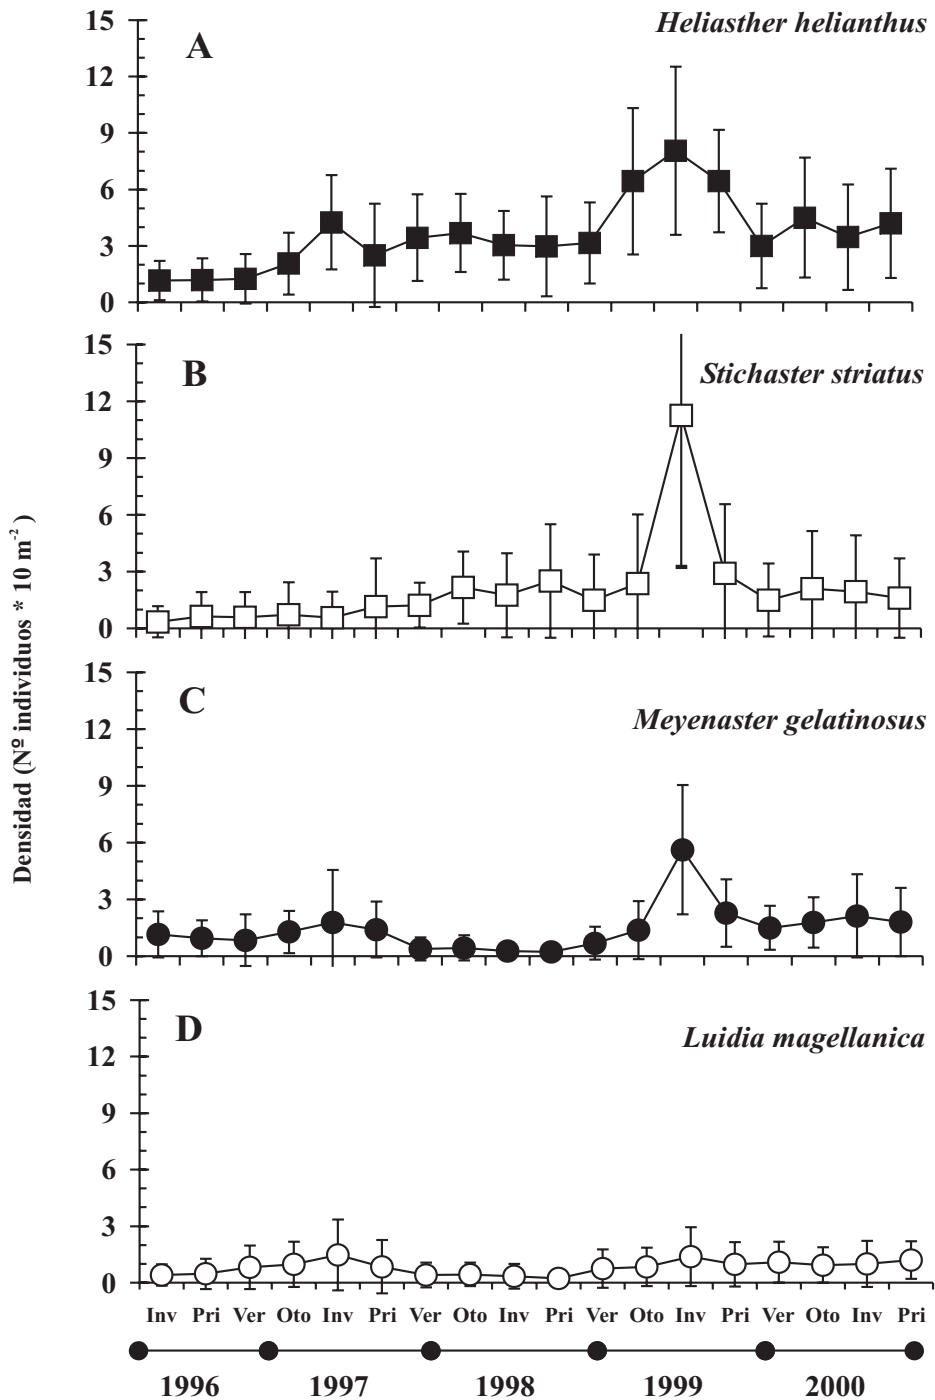 Densidad (Nº individuos * 10 m-2 )
A
Heliasther helianthus
15
12
9
6
3
0
B
Stichaster striatus
15
12
9
6
3
0
C
Meyenaster gelatinosus
15
12
9
6
3
0
D
Luidia magellanica
15
12
9
6
3
0
Inv Pri Ver Oto Inv Pri Ver Oto Inv Pri Ver Oto Inv Pri Ver Oto Inv Pri
1996 1997 1998 1999 2000